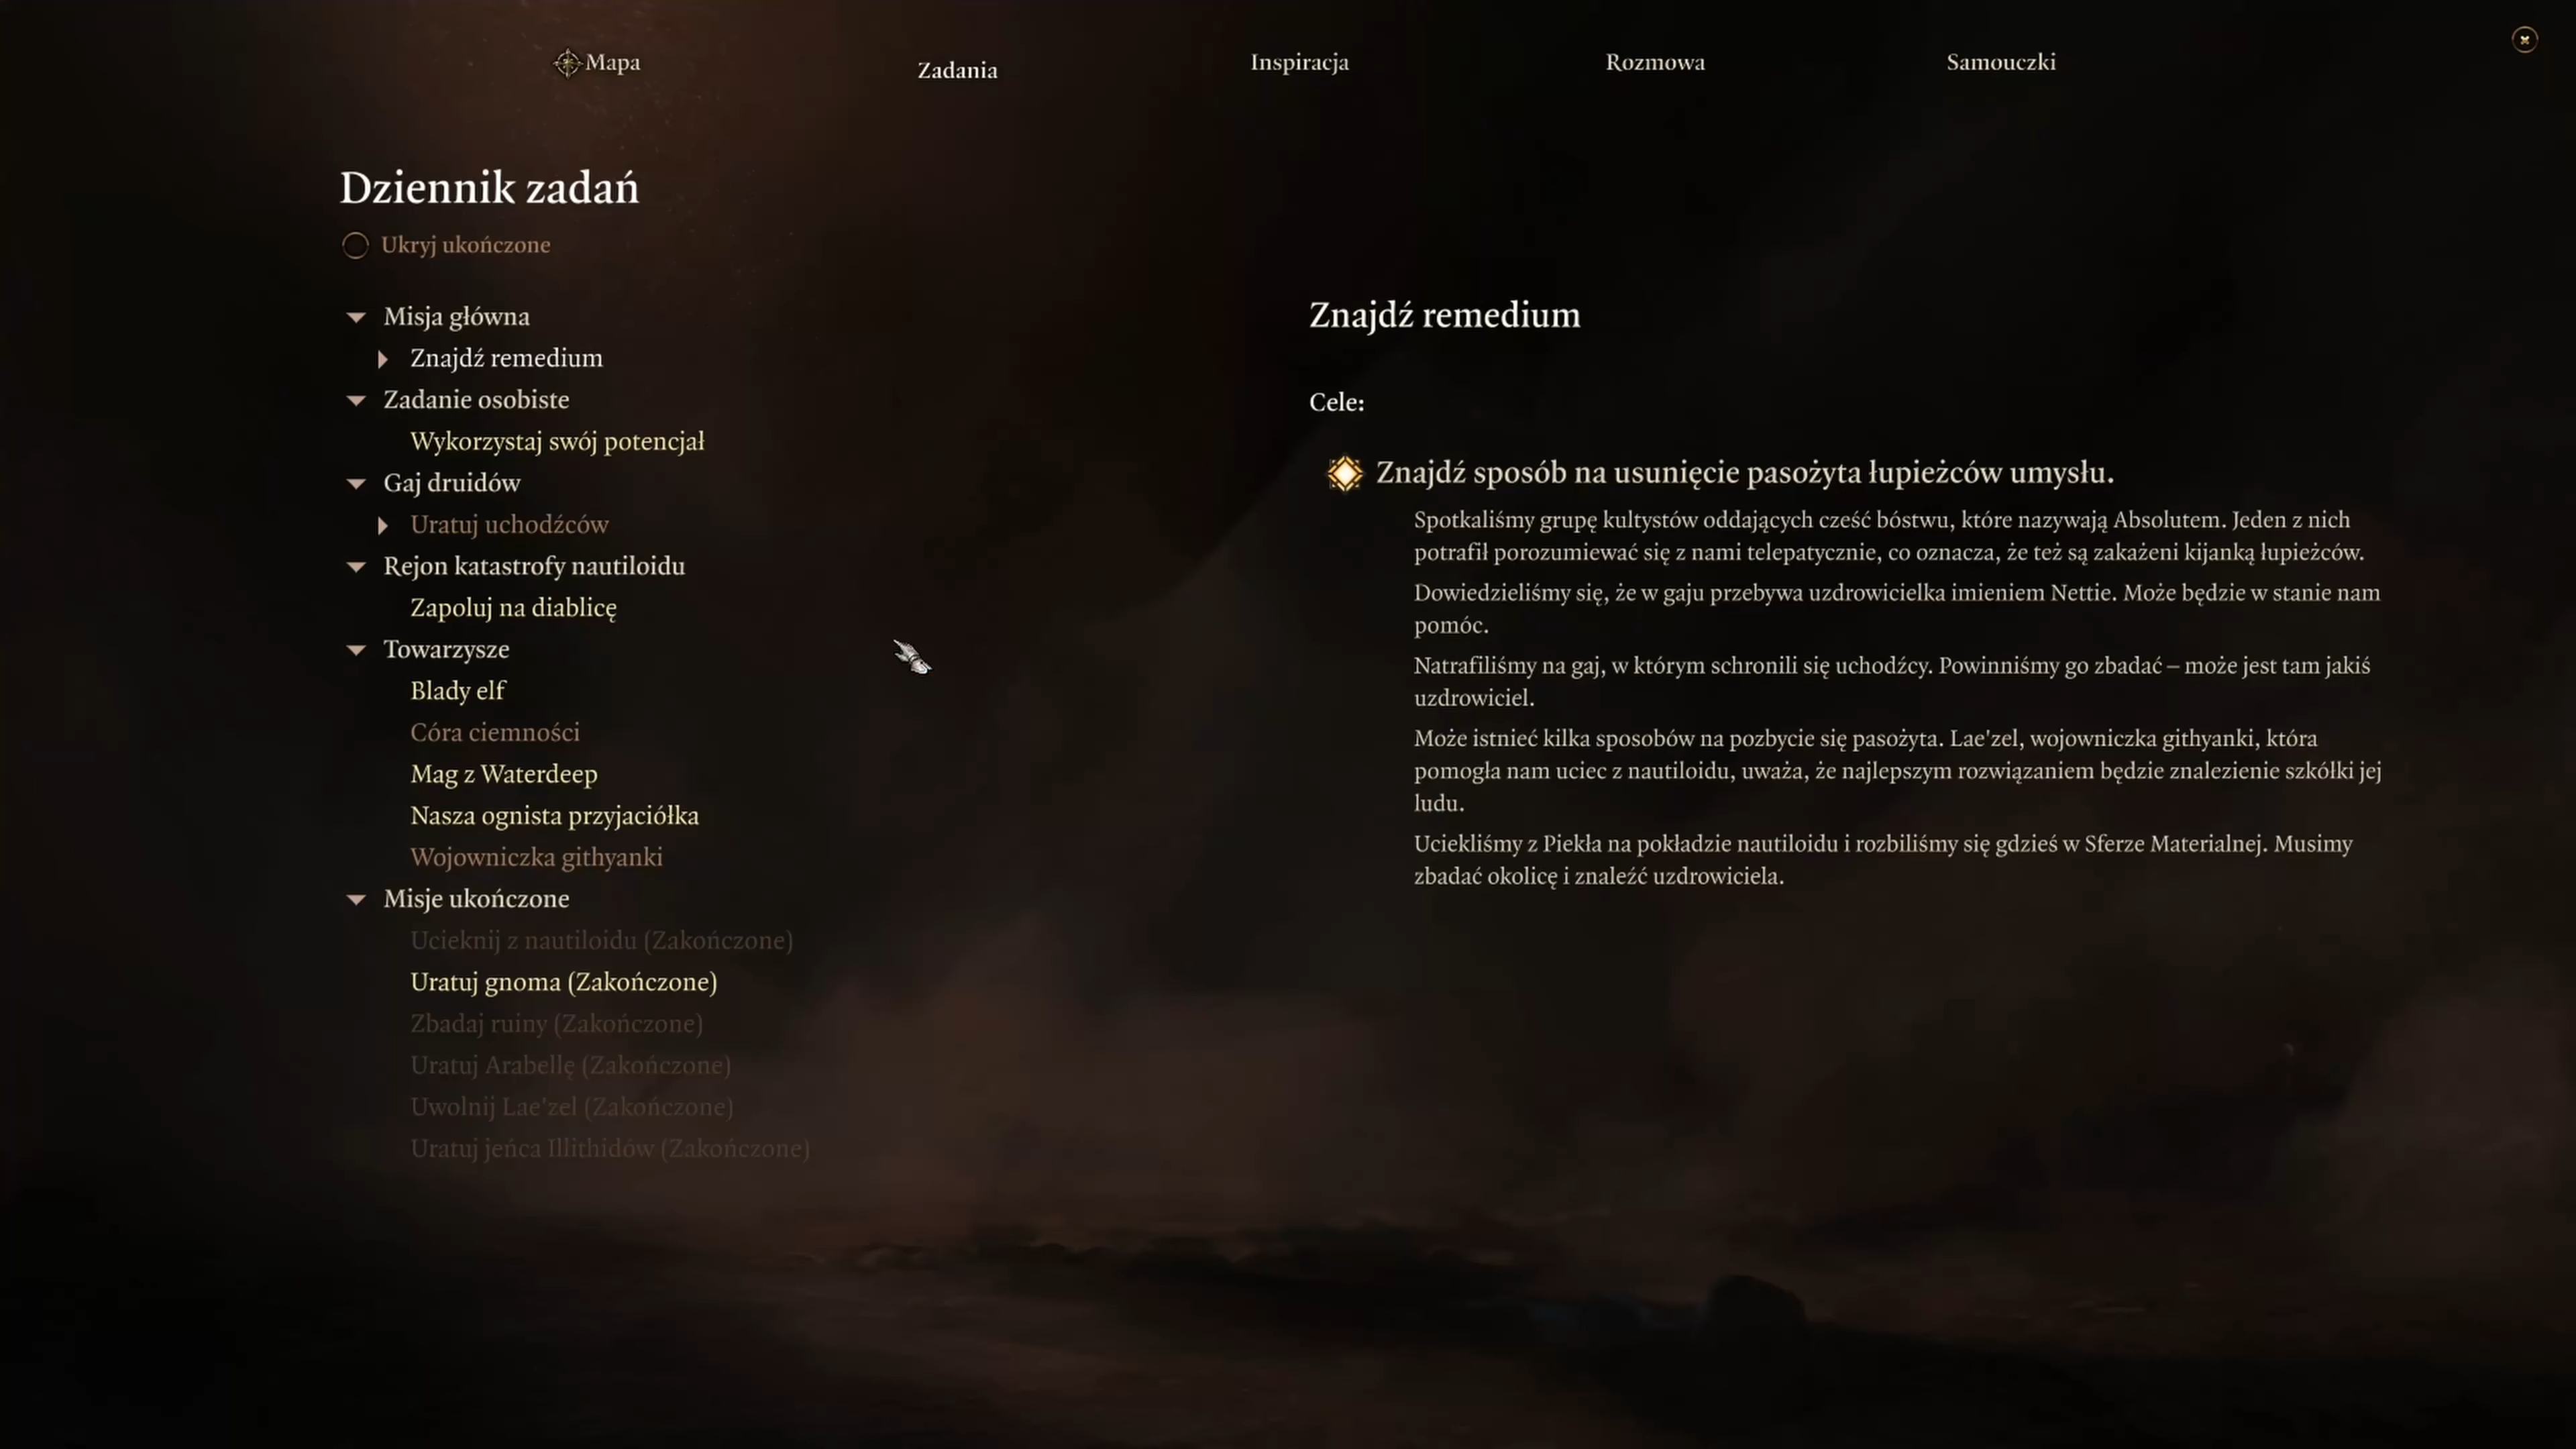 Mapa
Zadania
Inspiracja
Rozmowa
Samouczki
Dziennik zadań
Ukryj ukończone
Misja główna
Znajdź remedium
Zadanie osobiste
Wykorzystaj swój potencjał
Gaj druidów
Uratuj uchodźców
Rejon katastrofy nautiloidu
Zapoluj na diablicę
Towarzysze
Blady elf
Córa ciemności
Mag z Waterdeep
Nasza ognista przyjaciółka
Wojowniczka githyanki
Misje ukończone
Ucieknij z nautiloidu (Zakończone)
Uratuj gnoma (Zakończone)
Zbadaj ruiny (Zakończone)
Uratuj Arabellę (Zakończone)
Uwolnij Lae'zel (Zakończone)
Uratuj jeńca Illithidów (Zakończone)
Znajdź remedium
Cele:
Znajdź sposób na usunięcie pasożyta łupieżców umysłu.
Spotkaliśmy grupę kultystów oddających cześć bóstwu, które nazywają Absolutem. Jeden z nich
potrafił porozumiewać się z nami telepatycznie, co oznacza, że też są zakażeni kijanką łupieżców.
Dowiedzieliśmy się, że w gaju przebywa uzdrowicielka imieniem Nettie. Może będzie w stanie nam
pomóc.
Natrafiliśmy na gaj, w którym schronili się uchodźcy. Powinniśmy go zbadać – może jest tam jakiś
uzdrowiciel.
Może istnieć kilka sposobów na pozbycie się pasożyta. Lae'zel, wojowniczka githyanki, która
pomogła nam uciec z nautiloidu, uważa, że najlepszym rozwiązaniem będzie znalezienie szkółki jej
ludu.
Uciekliśmy z Piekła na pokładzie nautiloidu i rozbiliśmy się gdzieś w Sferze Materialnej. Musimy
zbadać okolicę i znaleźć uzdrowiciela.